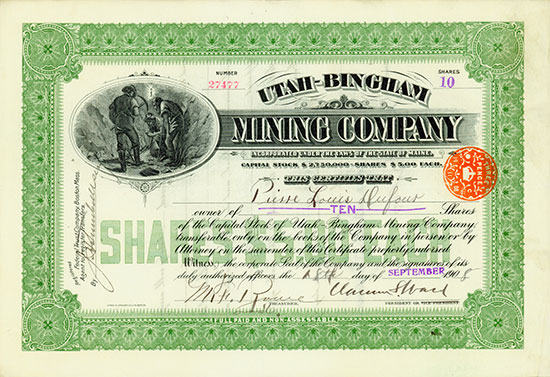 NUMBER
27477
SHARES
10
UTAH-BINGHAM
MINING COMPANY
INCORPORATED UNDER THE LAWS OF THE STATE OF MAINE.
CAPITAL STOCK $2,750,000 - SHARES $5.00 EACH.
THIS CERTIFIES THAT
Pierre Louis Dufour
owner of TEN Shares
of the Capital Stock of Utah-Bingham Mining Company
transferable only on the books of the Company in person or by
Attorney on the surrender of this Certificate properly endorsed
Witness the corporate Seal of the Company and the signatures of its
duly authorized officers the 18th day of SEPTEMBER 1908
PRESIDENT OR VICE-PRESIDENT.
FULL PAID AND NON-ASSESSABLE
SHA
By
THREE
PENCE